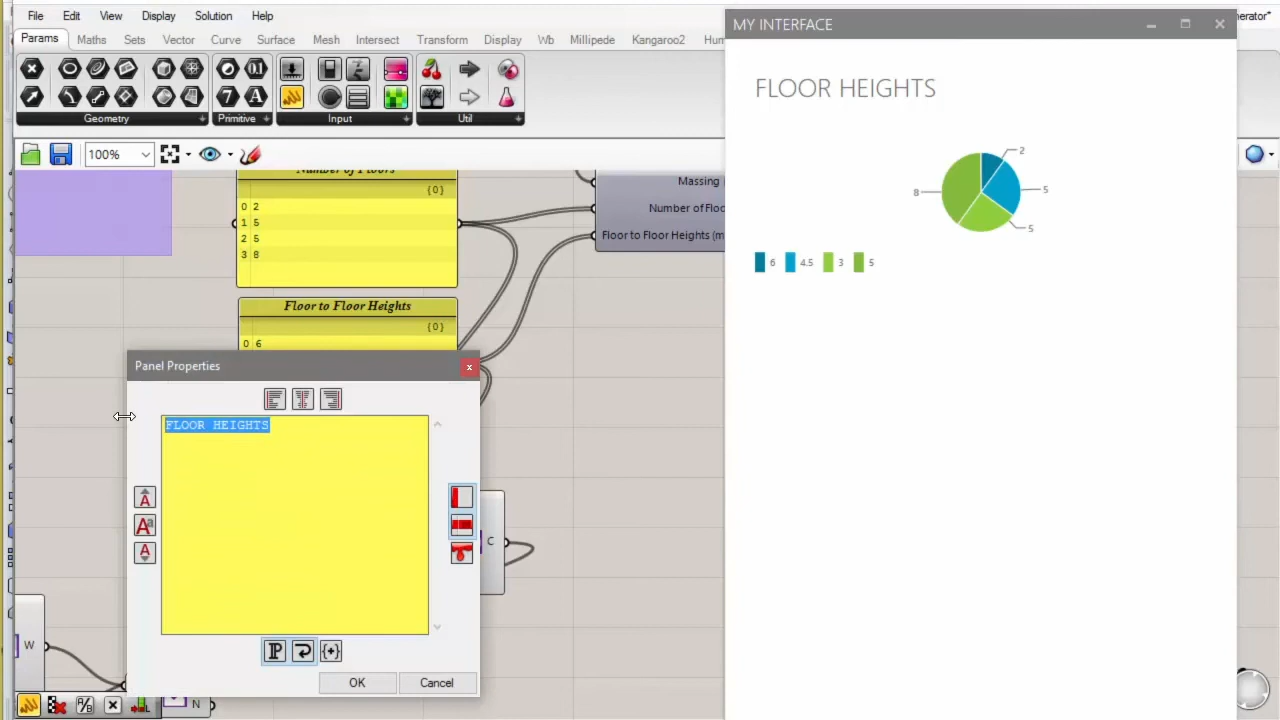 File Edit View Display Solution Help
erator*
Params Maths Sets Vector Curve Surface Mesh Intersect Transform Display Wb Millipede Kangaroo2 Hum
Geometry Primitive Input Util
100%
Number of Floors
{0}
0 2
1 5
2 5
3 8
Massing
Number of Floo
Floor to Floor Heights (m
Floor to Floor Heights
{0}
0 6
Panel Properties
FLOOR HEIGHTS
OK Cancel
C
W
N
MY INTERFACE
FLOOR HEIGHTS
2
5
5
8
6 4.5 3 5